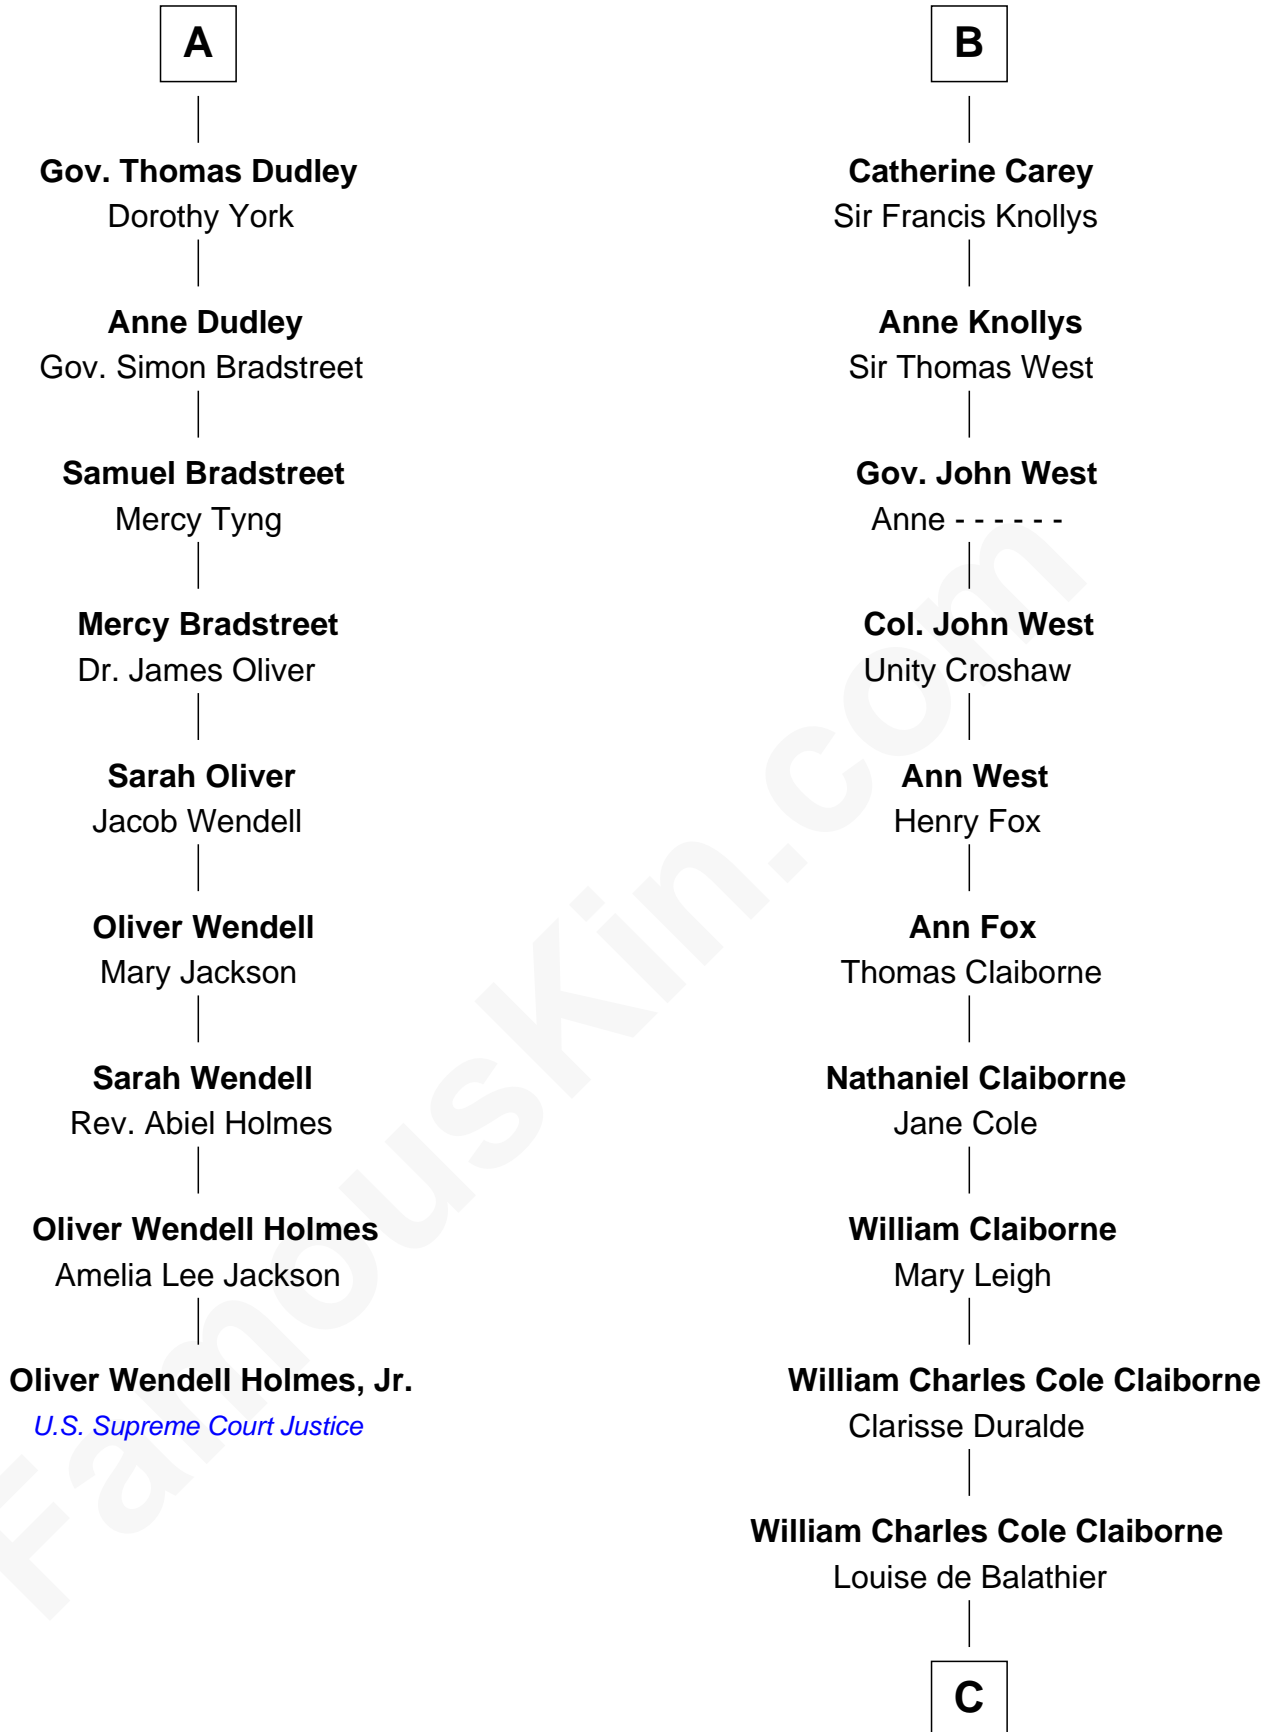 A
Gov. Thomas Dudley
Dorothy York
Anne Dudley
Gov. Simon Bradstreet
Samuel Bradstreet
Mercy Tyng
Mercy Bradstreet
Dr. James Oliver
Sarah Oliver
Jacob Wendell
Oliver Wendell
Mary Jackson
Sarah Wendell
Rev. Abiel Holmes
Oliver Wendell Holmes
Amelia Lee Jackson
Oliver Wendell Holmes, Jr.
U.S. Supreme Court Justice
B
Catherine Carey
Sir Francis Knollys
Anne Knollys
Sir Thomas West
Gov. John West
Anne - - - - - -
Col. John West
Unity Croshaw
Ann West
Henry Fox
Ann Fox
Thomas Claiborne
Nathaniel Claiborne
Jane Cole
William Claiborne
Mary Leigh
William Charles Cole Claiborne
Clarisse Duralde
William Charles Cole Claiborne
Louise de Balathier
C
FamousKin.com